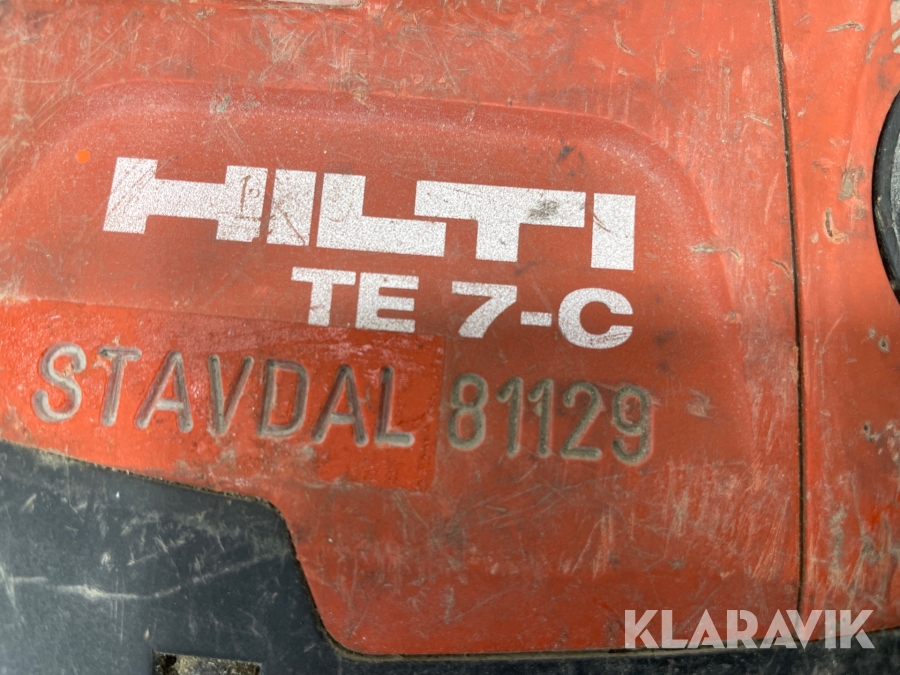 HILTI
TE 7-C
STAVDAL 81129
KLARAVIK